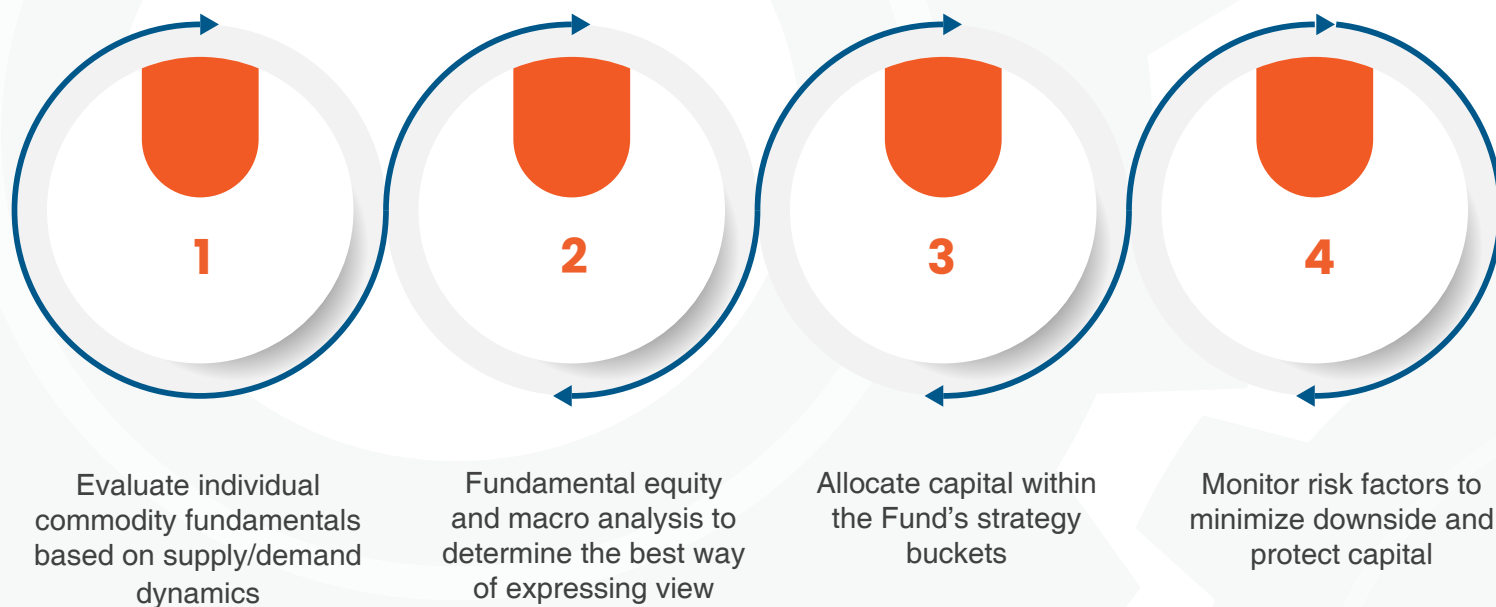 1
Evaluate individual
commodity fundamentals
based on supply/demand
dynamics
2
Fundamental equity
and macro analysis to
determine the best way
of expressing view
3
Allocate capital within
the Fund’s strategy
buckets
4
Monitor risk factors to
minimize downside and
protect capital